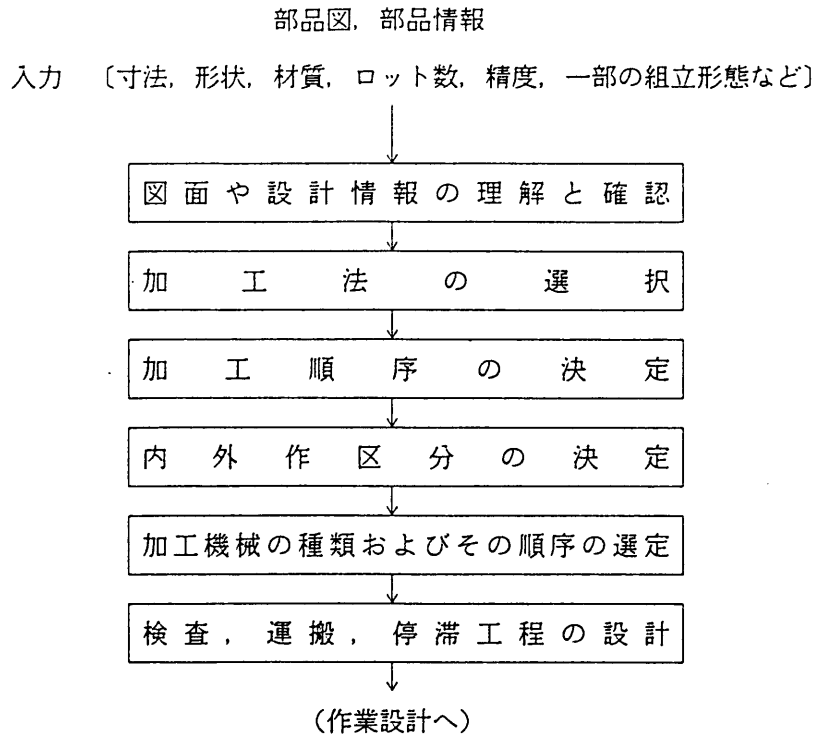 部品図，部品情報
入力 〔寸法，形状，材質，ロット数，精度，一部の組立形態など〕
図面や設計情報の理解と確認
加工法の選択
加工順序の決定
内外作区分の決定
加工機械の種類およびその順序の選定
検査，運搬，停滞工程の設計
（作業設計へ）